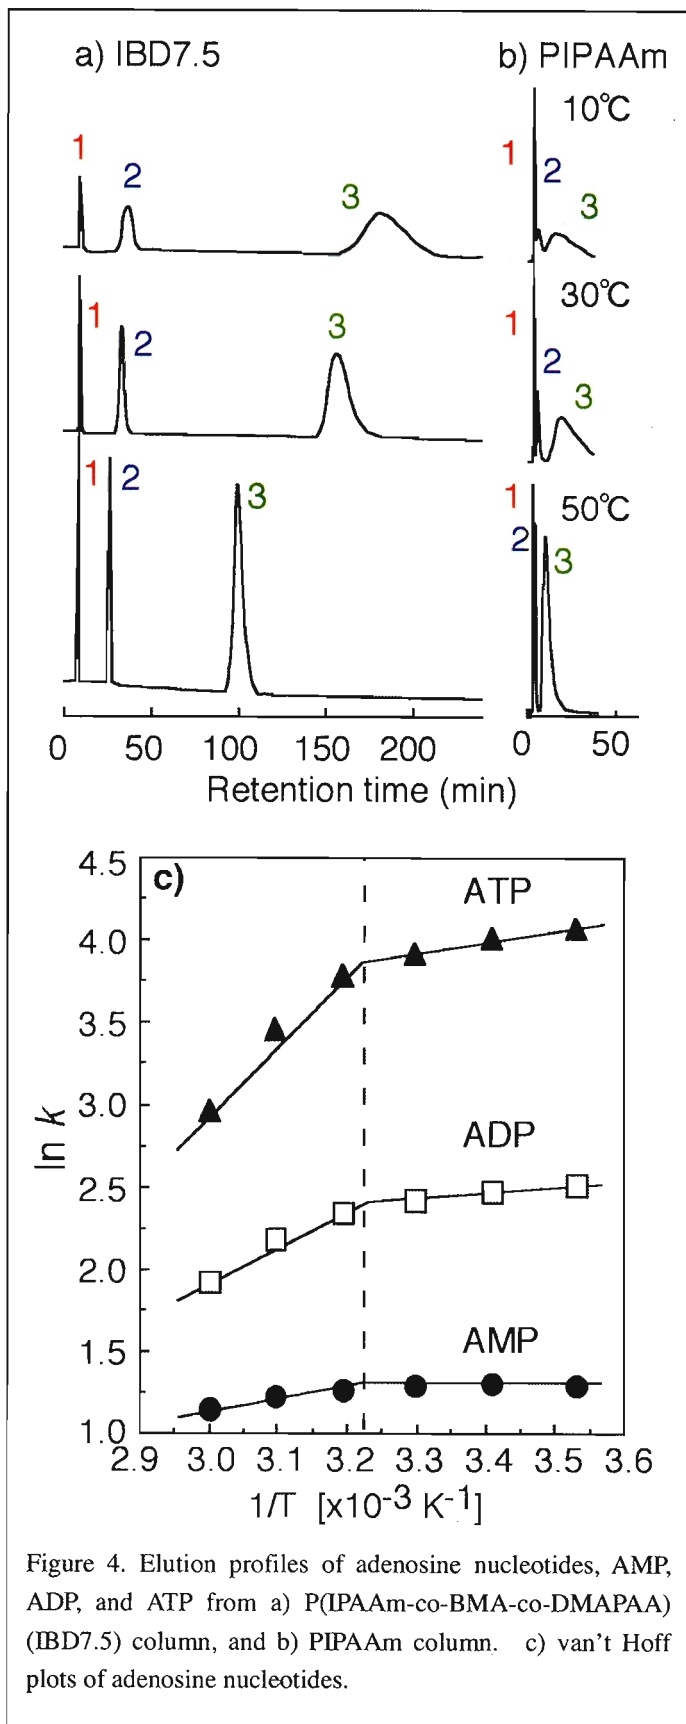 a) IBD7.5
b) PIPAAm
10℃
1
2
3
1
2
3
30℃
1
2
3
1
2
3
50℃
1
2
3
1
2
3
0 50 100 150 200
0 50
Retention time (min)
c)
4.5
4.0
3.5
3.0
2.5
2.0
1.5
1.0
ln k
ATP
ADP
AMP
2.9 3.0 3.1 3.2 3.3 3.4 3.5 3.6
1/T [x10⁻³ K⁻¹]
Figure 4. Elution profiles of adenosine nucleotides, AMP,
ADP, and ATP from a) P(IPAAm-co-BMA-co-DMAPAA)
(IBD7.5) column, and b) PIPAAm column. c) van't Hoff
plots of adenosine nucleotides.